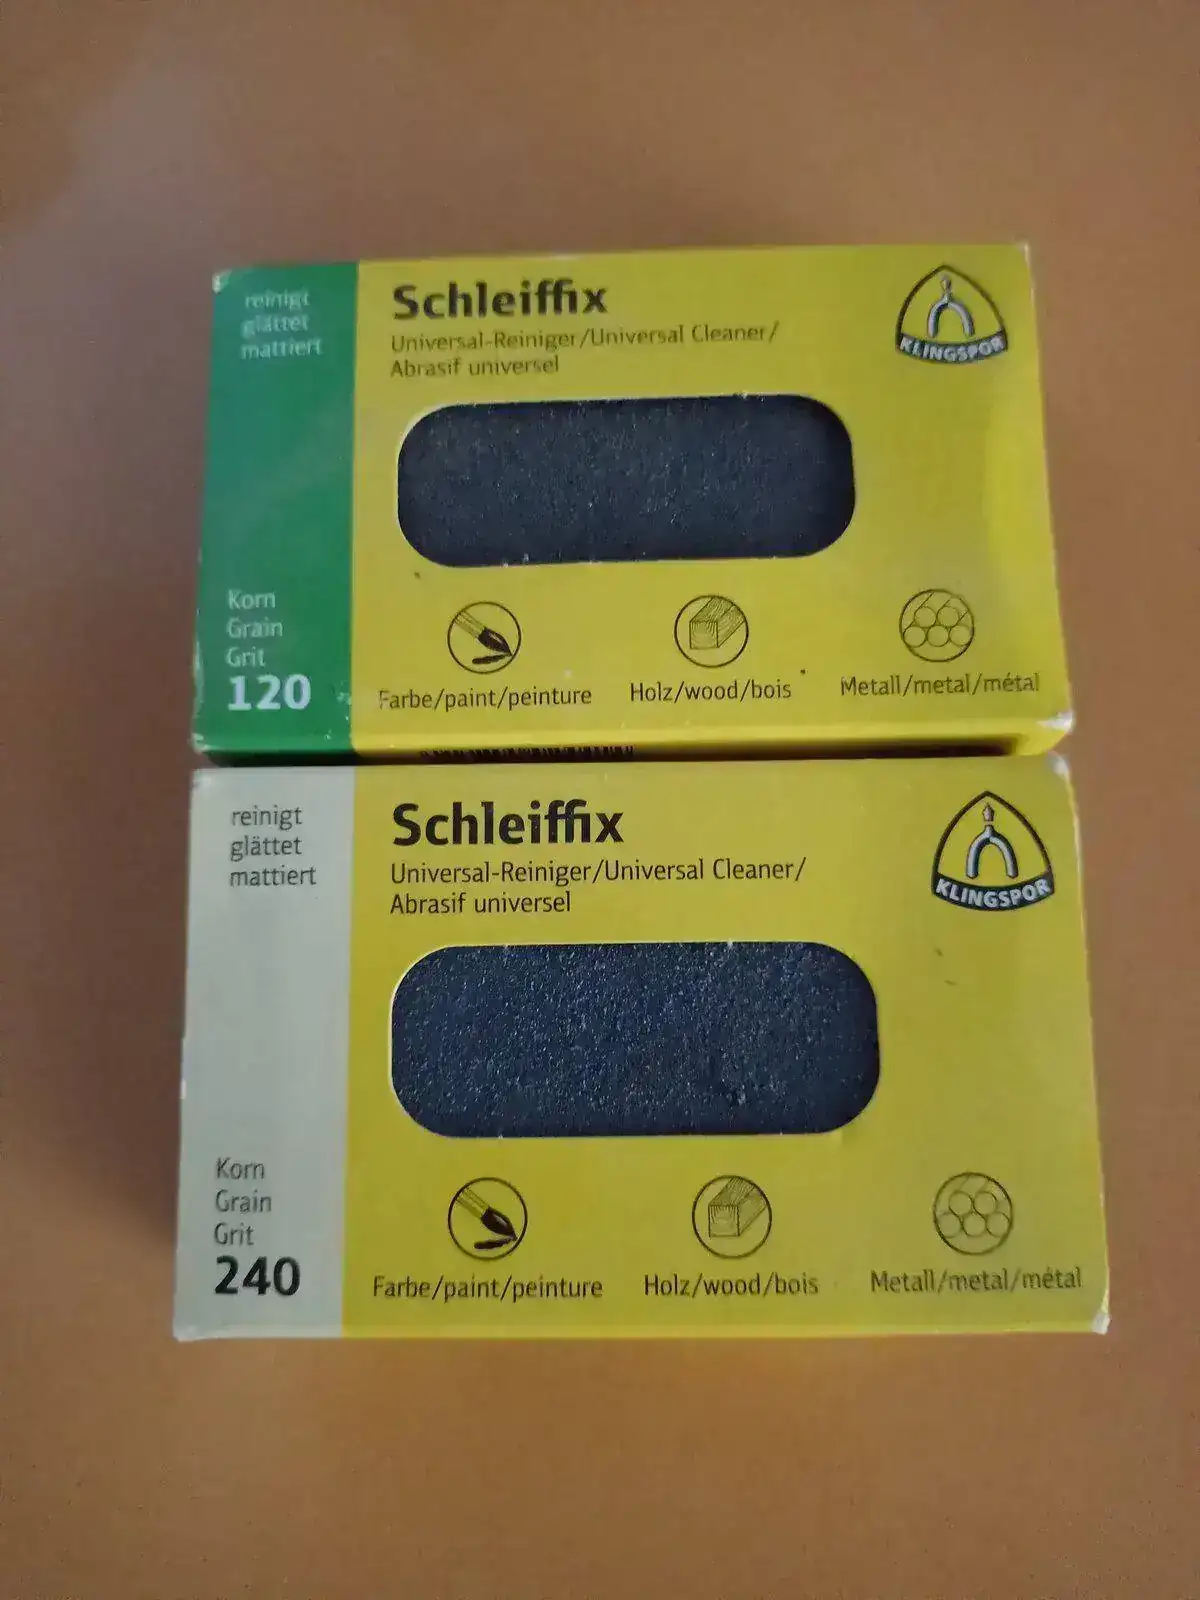 reinigt
glättet
mattiert
Schleiffix
Universal-Reiniger/Universal Cleaner/
Abrasif universel
KLINGSPOR
Korn
Grain
Grit
120
Farbe/paint/peinture
Holz/wood/bois
Metall/metal/métal
reinigt
glättet
mattiert
Schleiffix
Universal-Reiniger/Universal Cleaner/
Abrasif universel
KLINGSPOR
Korn
Grain
Grit
240
Farbe/paint/peinture
Holz/wood/bois
Metall/metal/métal